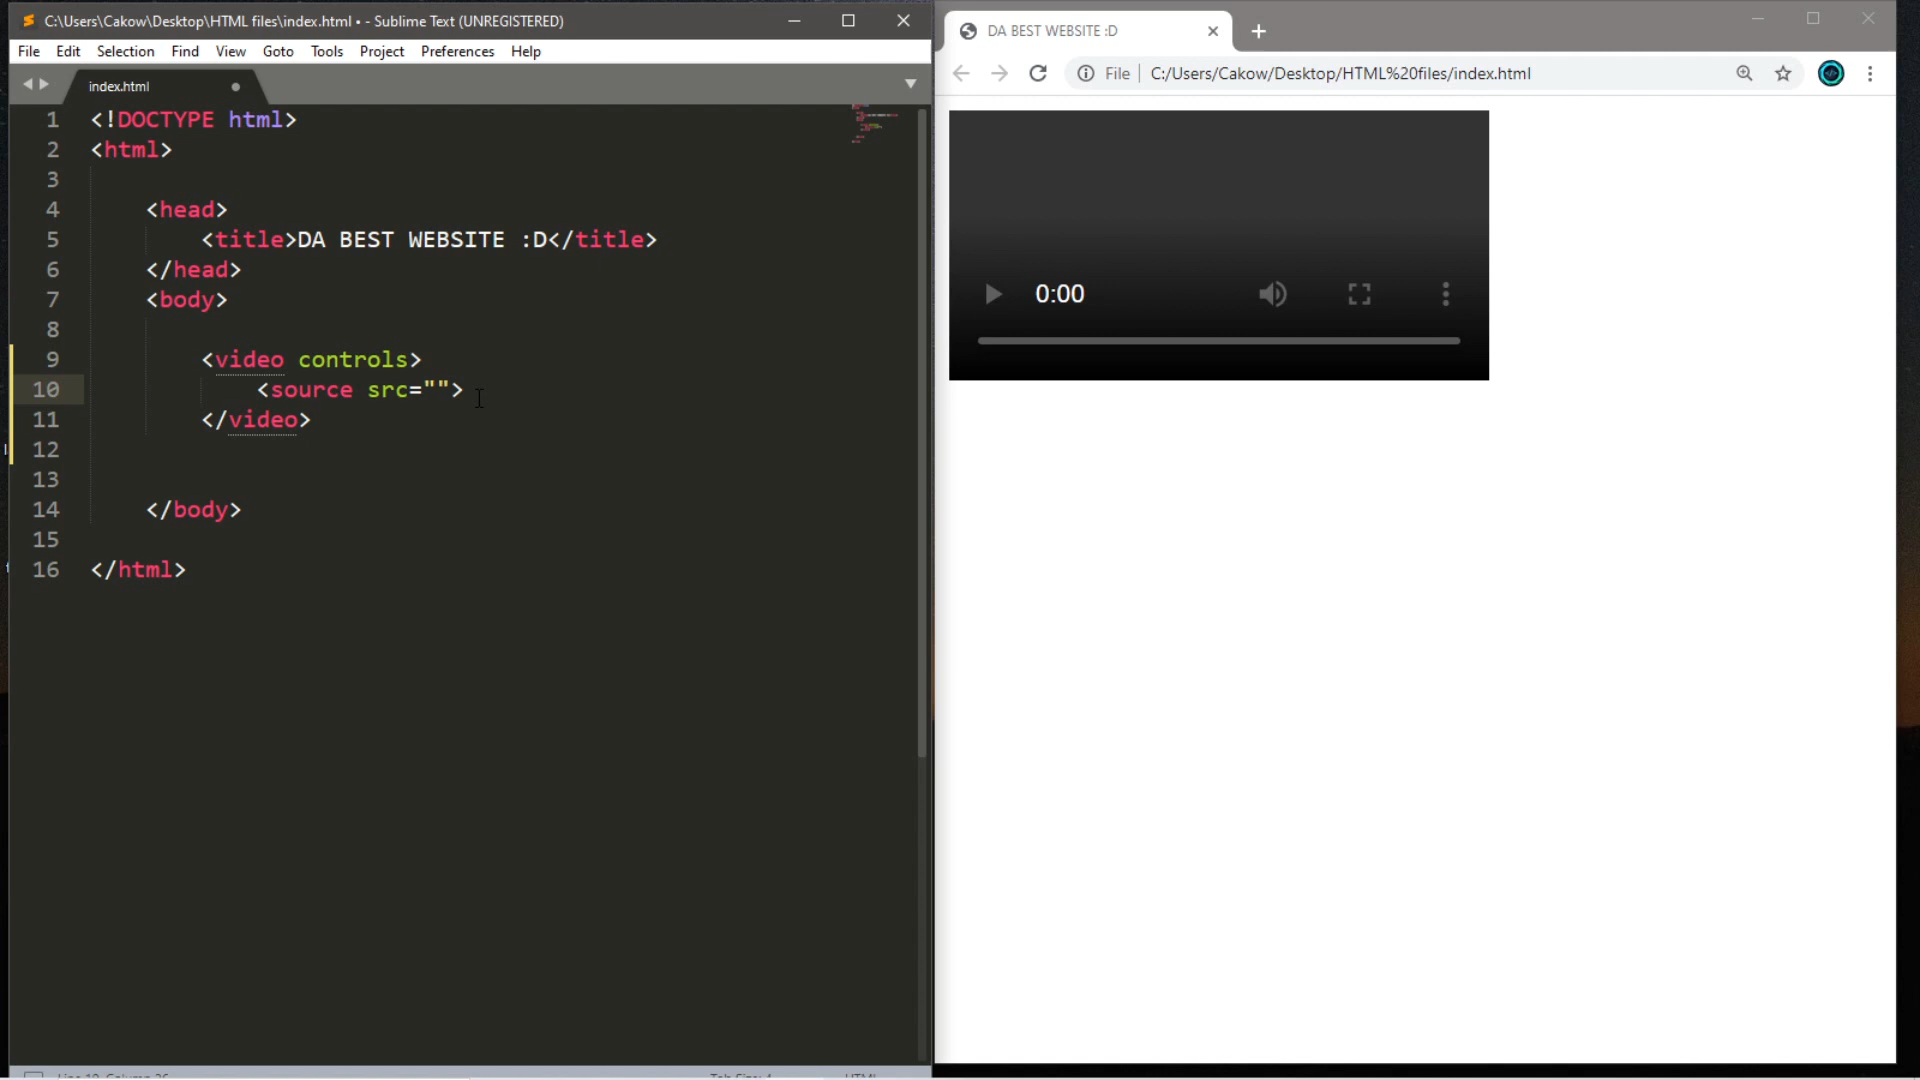 C:\Users\Cakow\Desktop\HTML files\index.html • - Sublime Text (UNREGISTERED)
File Edit Selection Find View Goto Tools Project Preferences Help
index.html
1 <!DOCTYPE html>
2 <html>
3
4 <head>
5 <title>DA BEST WEBSITE :D</title>
6 </head>
7 <body>
8
9 <video controls>
10 <source src="">
11 </video>
12
13
14 </body>
15
16 </html>
DA BEST WEBSITE :D
File C:/Users/Cakow/Desktop/HTML%20files/index.html
0:00